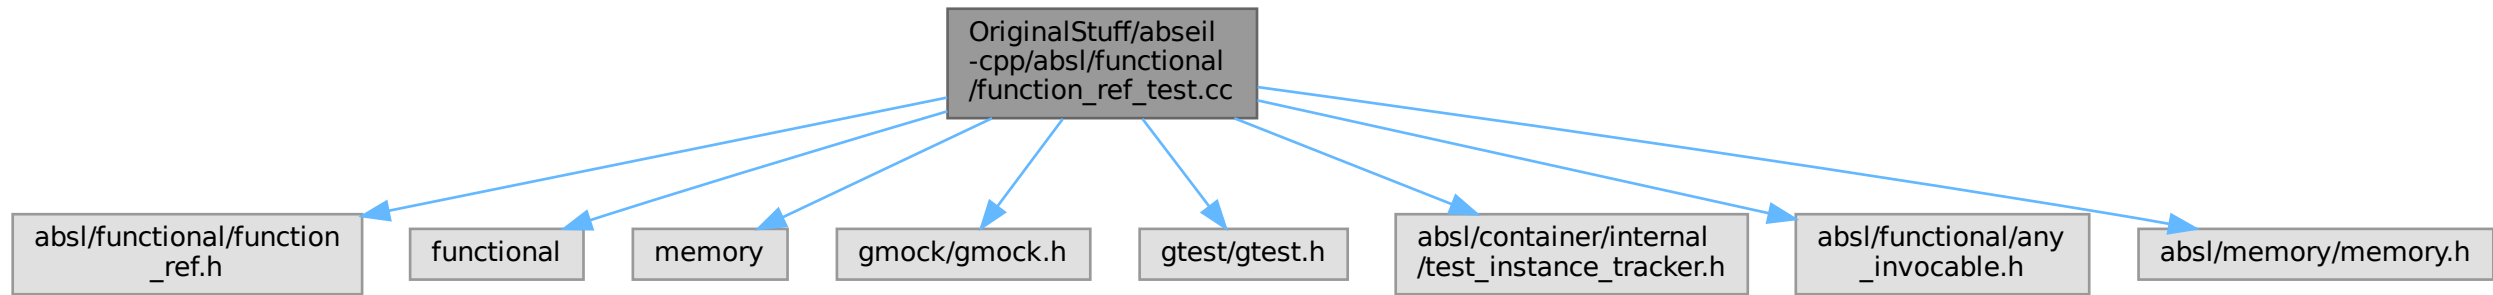 OriginalStuff/abseil
-cpp/absl/functional
/function_ref_test.cc
absl/functional/function
_ref.h
functional
memory
gmock/gmock.h
gtest/gtest.h
absl/container/internal
/test_instance_tracker.h
absl/functional/any
_invocable.h
absl/memory/memory.h